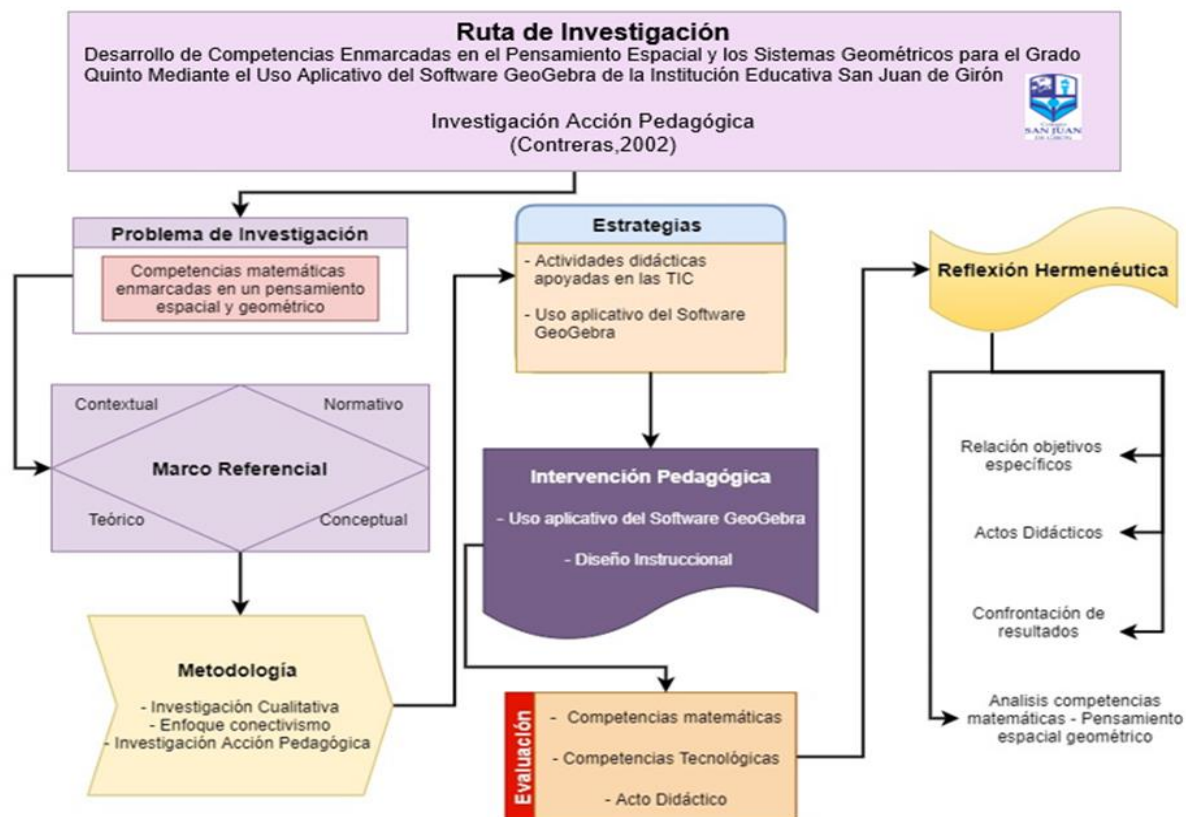 Ruta de Investigación
Desarrollo de Competencias Enmarcadas en el Pensamiento Espacial y los Sistemas Geométricos para el Grado
Quinto Mediante el Uso Aplicativo del Software GeoGebra de la Institución Educativa San Juan de Girón
Investigación Acción Pedagógica
(Contreras,2002)
Colegio
SAN JUAN
DE GIRÓN
Problema de Investigación
Competencias matemáticas
enmarcadas en un pensamiento
espacial y geométrico
Contextual
Normativo
Marco Referencial
Teórico
Conceptual
Metodología
- Investigación Cualitativa
- Enfoque conectivismo
- Investigación Acción Pedagógica
Estrategias
- Actividades didácticas
apoyadas en las TIC
- Uso aplicativo del Software
GeoGebra
Intervención Pedagógica
- Uso aplicativo del Software GeoGebra
- Diseño Instruccional
Evaluación
- Competencias matemáticas
- Competencias Tecnológicas
- Acto Didáctico
Reflexión Hermenéutica
Relación objetivos
específicos
Actos Didácticos
Confrontación de
resultados
Analisis competencias
matemáticas - Pensamiento
espacial geométrico